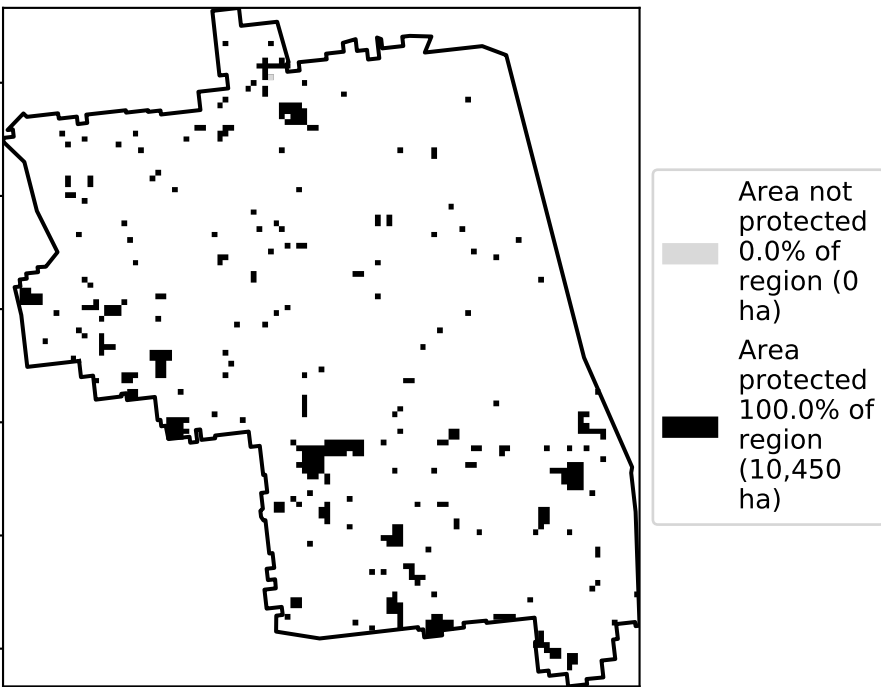 Area not
protected
0.0% of
region (0
ha)
Area
protected
100.0% of
region
(10,450
ha)